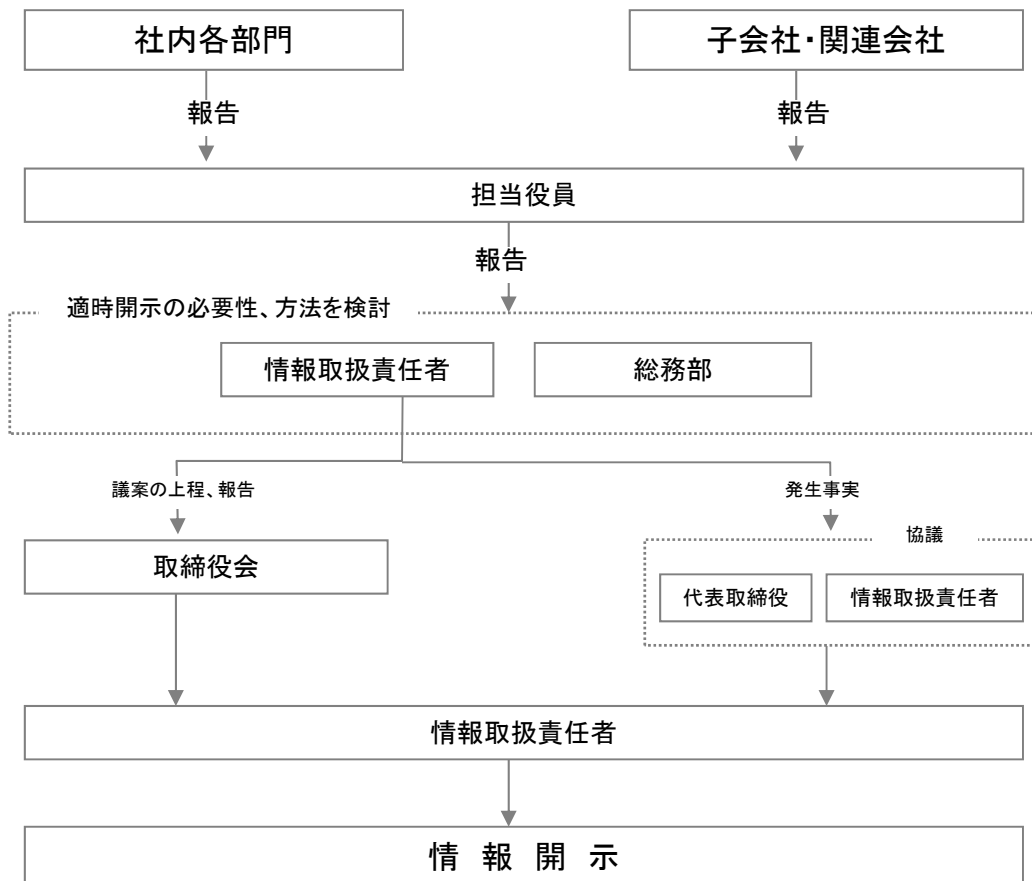 社内各部門
子会社・関連会社
報告
報告
担当役員
報告
適時開示の必要性、方法を検討
情報取扱責任者
総務部
議案の上程、報告
発生事実
取締役会
協議
代表取締役
情報取扱責任者
情報取扱責任者
情 報 開 示